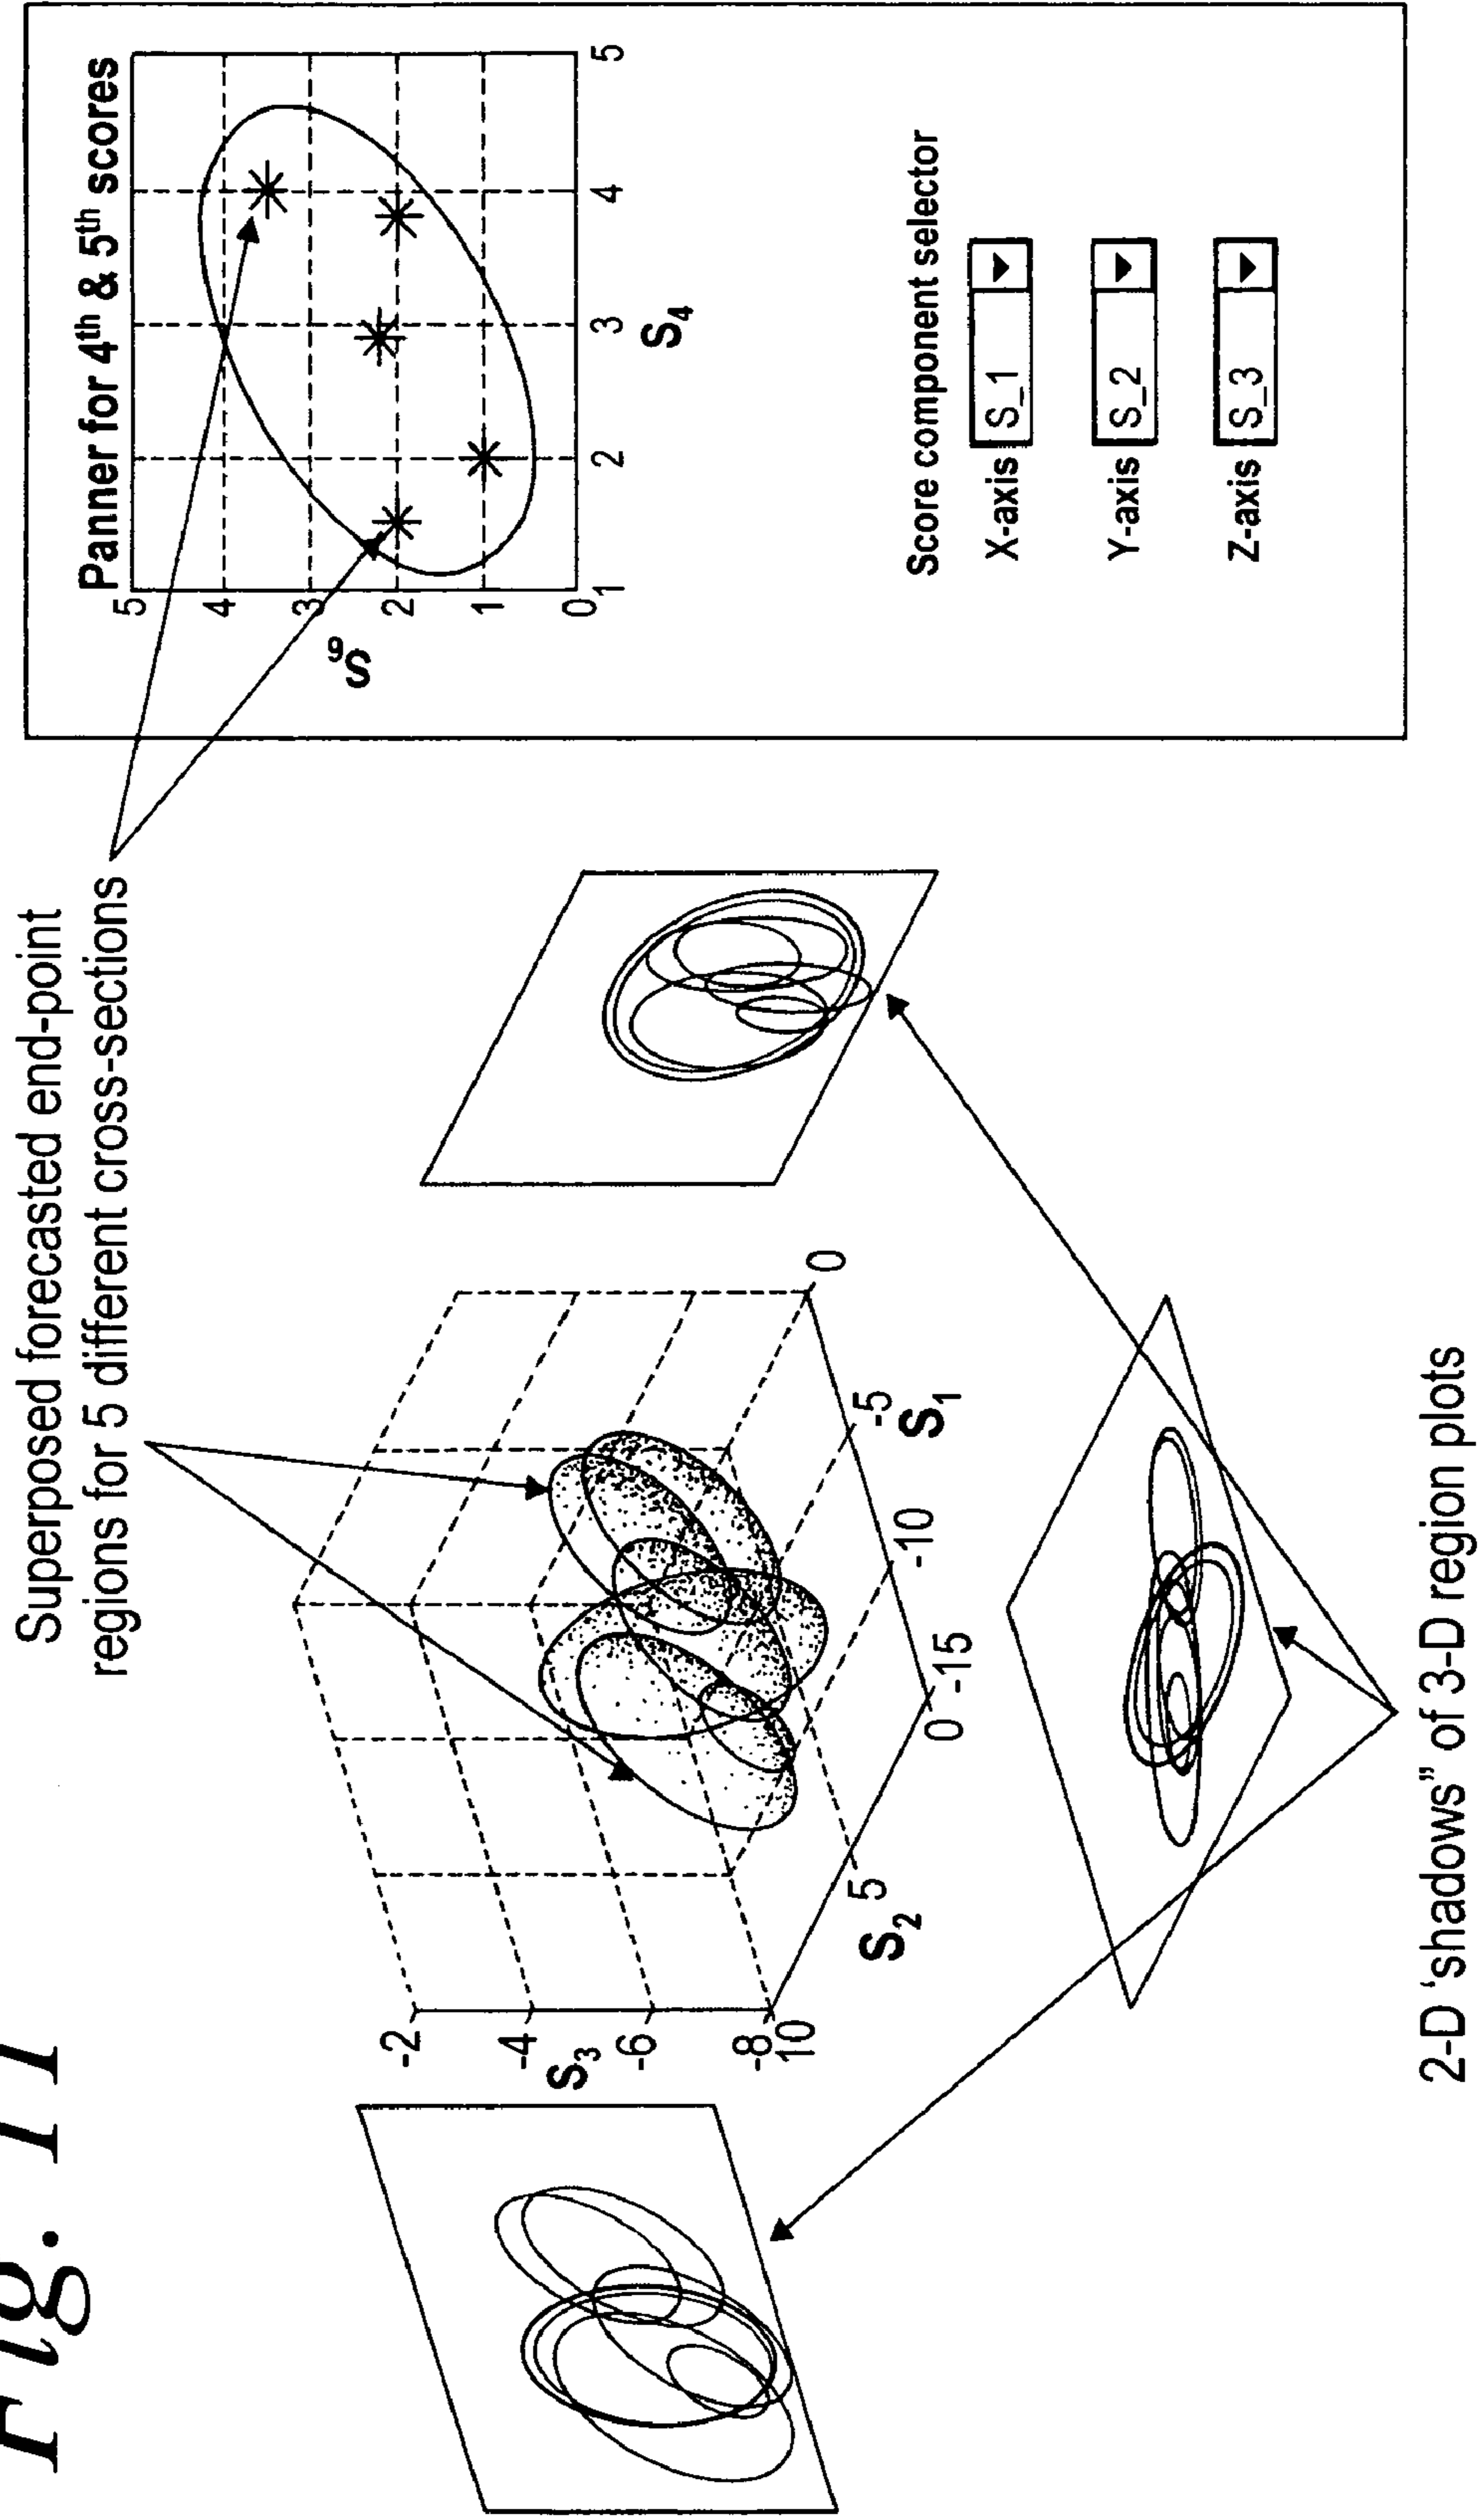 Fig. 11
Superposed forecasted end-point
regions for 5 different cross-sections
-2
-4
-6
-8
10
S3
S2
5
0
-15
-10
-5
0
S1
2-D ‘shadows” of 3-D region plots
Panner for 4th & 5th scores
5
4
3
2
1
0
S6
1
2
3
4
5
S4
Score component selector
X-axis S_1
Y-axis S_2
Z-axis S_3